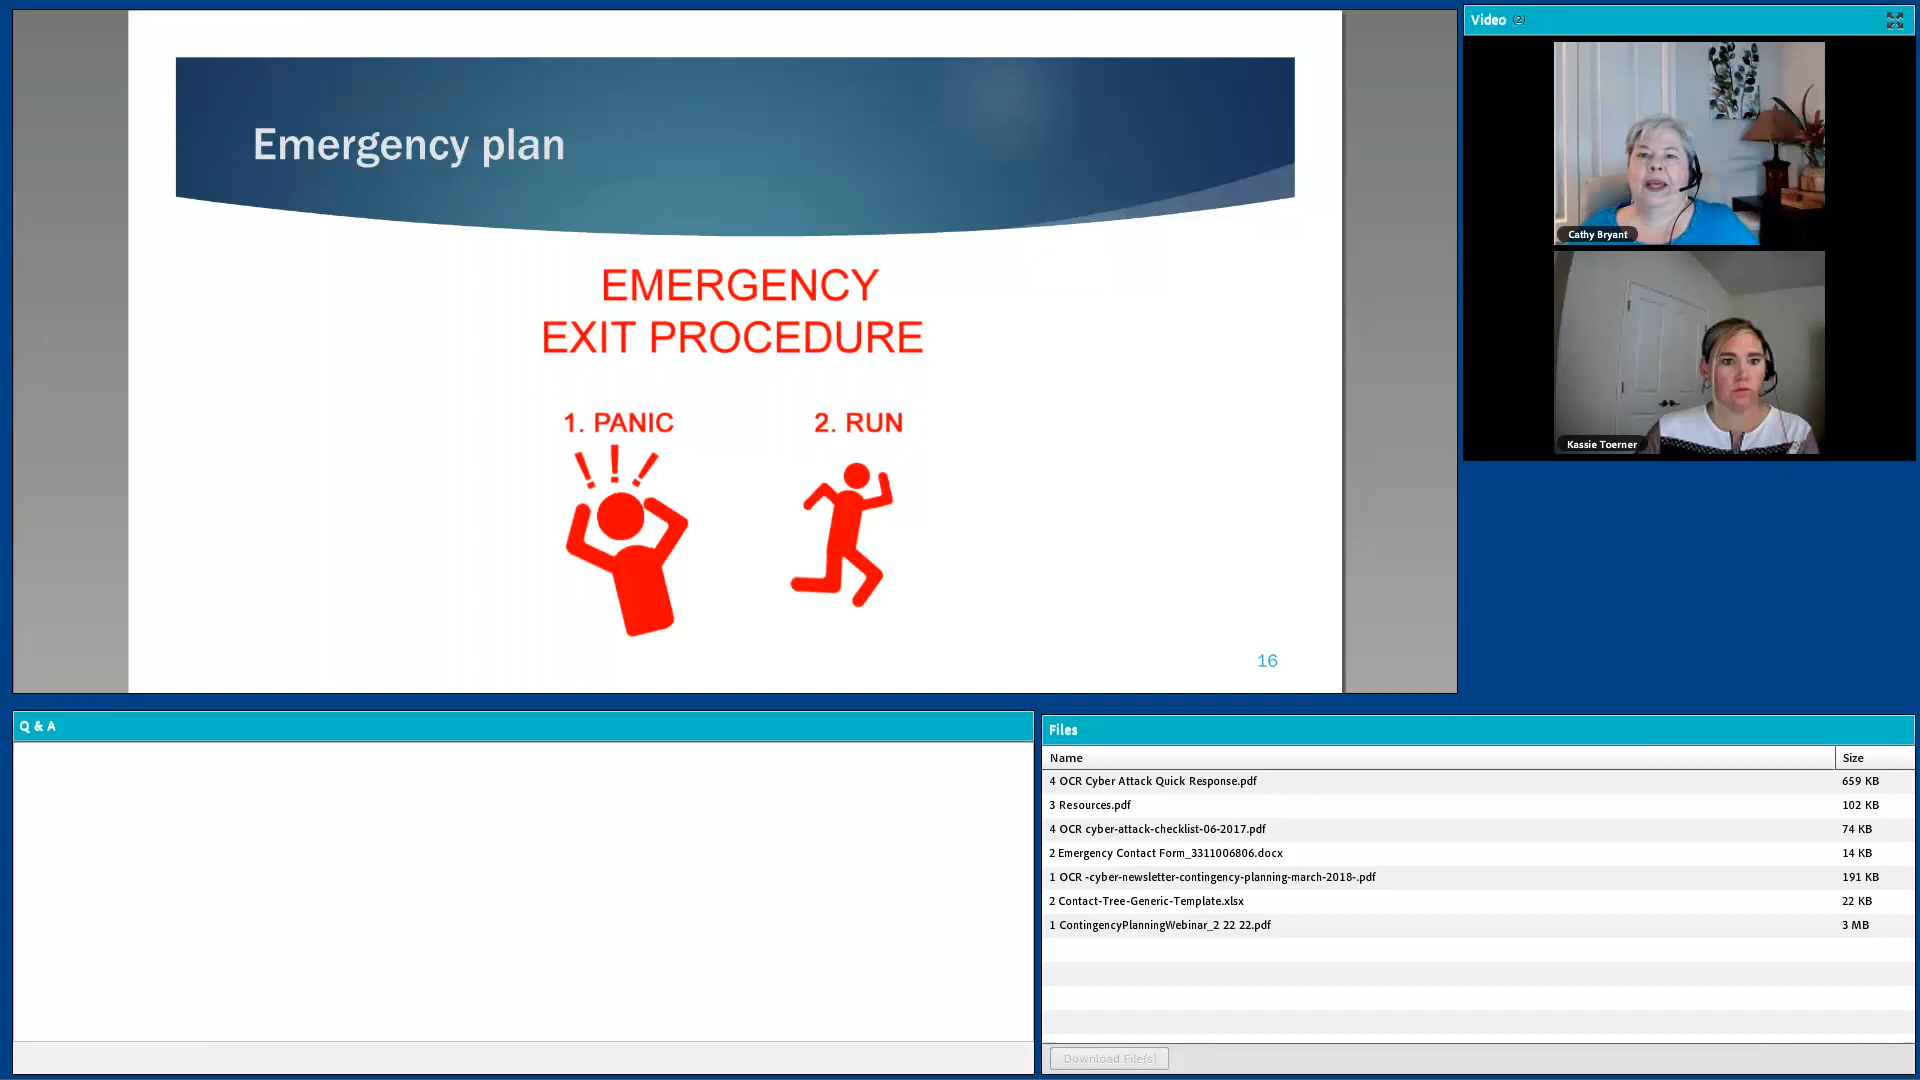 Emergency plan
EMERGENCY
EXIT PROCEDURE
1. PANIC
2. RUN
16
Video (2)
Cathy Bryant
Kassie Toerner
Q & A
Files
Name Size
4 OCR Cyber Attack Quick Response.pdf 659 KB
3 Resources.pdf 102 KB
4 OCR cyber-attack-checklist-06-2017.pdf 74 KB
2 Emergency Contact Form_3311006806.docx 14 KB
1 OCR -cyber-newsletter-contingency-planning-march-2018-.pdf 191 KB
2 Contact-Tree-Generic-Template.xlsx 22 KB
1 ContingencyPlanningWebinar_2 22 22.pdf 3 MB
Download File(s)